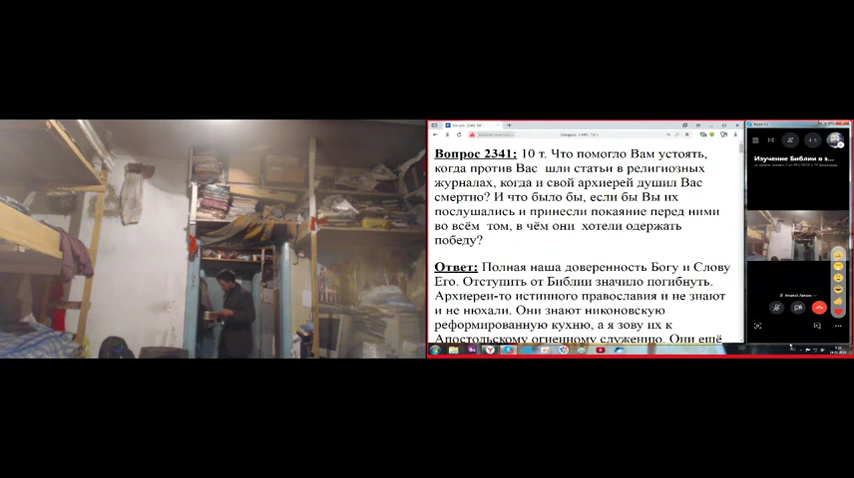 Вопрос 2341: 10 т. Что помогло Вам устоять,
когда против Вас шли статьи в религиозных
журналах, когда и свой архиерей душил Вас
смертно? И что было бы, если бы Вы их
послушались и принесли покаяние перед ними
во всём том, в чём они хотели одержать
победу?
Ответ: Полная наша доверенность Богу и Слову
Его. Отступить от Библии значило погибнуть.
Архиереи-то истинного православия и не знают
и не нюхали. Они знают никоновскую
реформированную кухню, а я зову их к
Апостольскому огненному служению. Они ещё
Изучение Библии в з...